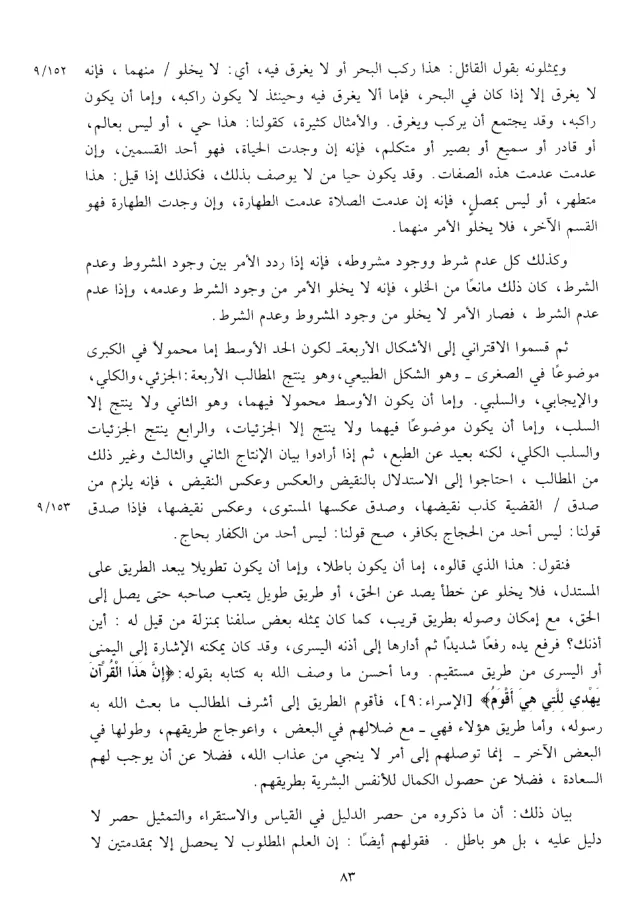 ويمثلونه بقول القائل: هذا ركب البحر أو لا يغرق فيه، أي: لا يخلو / منهما ، فإنه ٩/١٥٢
لا يغرق إلا إذا كان في البحر، فإما ألا يغرق فيه وحينئذ لا يكون راكبه، وإما أن يكون
راكبه، وقد يجتمع أن يركب ويغرق. والأمثال كثيرة، كقولنا: هذا حي ، أو ليس بعالم،
أو قادر أو سميع أو بصير أو متكلم، فإنه إن وجدت الحياة، فهو أحد القسمين، وإن
عدمت عدمت هذه الصفات. وقد يكون حيا من لا يوصف بذلك، فكذلك إذا قيل: هذا
متطهر، أو ليس بمصلٍ، فإنه إن عدمت الصلاة عدمت الطهارة، وإن وجدت الطهارة فهو
القسم الآخر، فلا يخلو الأمر منهما.
وكذلك كل عدم شرط ووجود مشروطه، فإنه إذا ردد الأمر بين وجود المشروط وعدم
الشرط، كان ذلك مانعًا من الخلو، فإنه لا يخلو الأمر من وجود الشرط وعدمه، وإذا عدم
عدم الشرط ، فصار الأمر لا يخلو من وجود المشروط وعدم الشرط.
ثم قسموا الاقتراني إلى الأشكال الأربعةـ لكون الحد الأوسط إما محمولاً في الكبرى
موضوعًا في الصغرى ـ وهو الشكل الطبيعي،وهو ينتج المطالب الأربعة:الجزئي،والكلي،
والإيجابي، والسلبي. وإما أن يكون الأوسط محمولا فيهما، وهو الثاني ولا ينتج إلا
السلب، وإما أن يكون موضوعًا فيهما ولا ينتج إلا الجزئيات، والرابع ينتج الجزئيات
والسلب الكلي، لكنه بعيد عن الطبع، ثم إذا أرادوا بيان الإنتاج الثاني والثالث وغير ذلك
من المطالب ، احتاجوا إلى الاستدلال بالنقيض والعكس وعكس النقيض ، فإنه يلزم من
صدق / القضية كذب نقيضها، وصدق عكسها المستوى، وعكس نقيضها، فإذا صدق ٩/١٥٣
قولنا: ليس أحد من الحجاج بكافر، صح قولنا: ليس أحد من الكفار بحاج.
فنقول: هذا الذي قالوه، إما أن يكون باطلا، وإما أن يكون تطويلا يبعد الطريق على
المستدل، فلا يخلو عن خطأ يصد عن الحق، أو طريق طويل يتعب صاحبه حتى يصل إلى
الحق، مع إمكان وصوله بطريق قريب، كما كان يمثله بعض سلفنا بمنزلة من قيل له : أين
أذنك؟ فرفع يده رفعًا شديدًا ثم أدارها إلى أذنه اليسرى، وقد كان يمكنه الإشارة إلى اليمنى
أو اليسرى من طريق مستقيم. وما أحسن ما وصف الله به كتابه بقوله:﴿إِنَّ هَذَا الْقُرْآنَ
يَهْدِي لِلَّتِي هِيَ أَقْوَمُ﴾ [الإسراء:٩]، فأقوم الطريق إلى أشرف المطالب ما بعث الله به
رسوله، وأما طريق هؤلاء فهي ـ مع ضلالهم في البعض ، واعوجاج طريقهم، وطولها في
البعض الآخر ـ إنما توصلهم إلى أمر لا ينجي من عذاب الله، فضلا عن أن يوجب لهم
السعادة ، فضلا عن حصول الكمال للأنفس البشرية بطريقهم.
بيان ذلك: أن ما ذكروه من حصر الدليل في القياس والاستقراء والتمثيل حصر لا
دليل عليه ، بل هو باطل . فقولهم أيضًا : إن العلم المطلوب لا يحصل إلا بمقدمتين لا
٨٣